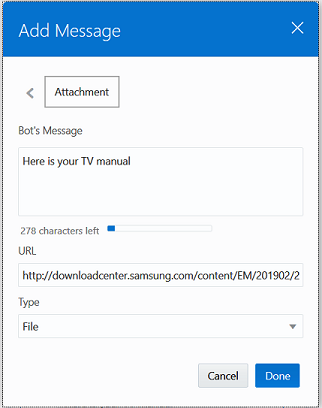 Add Message
Attachment
Bot's Message
Here is your TV manual
278 characters left
URL
http://downloadcenter.samsung.com/content/EM/201902/2
Type
File
Cancel Done